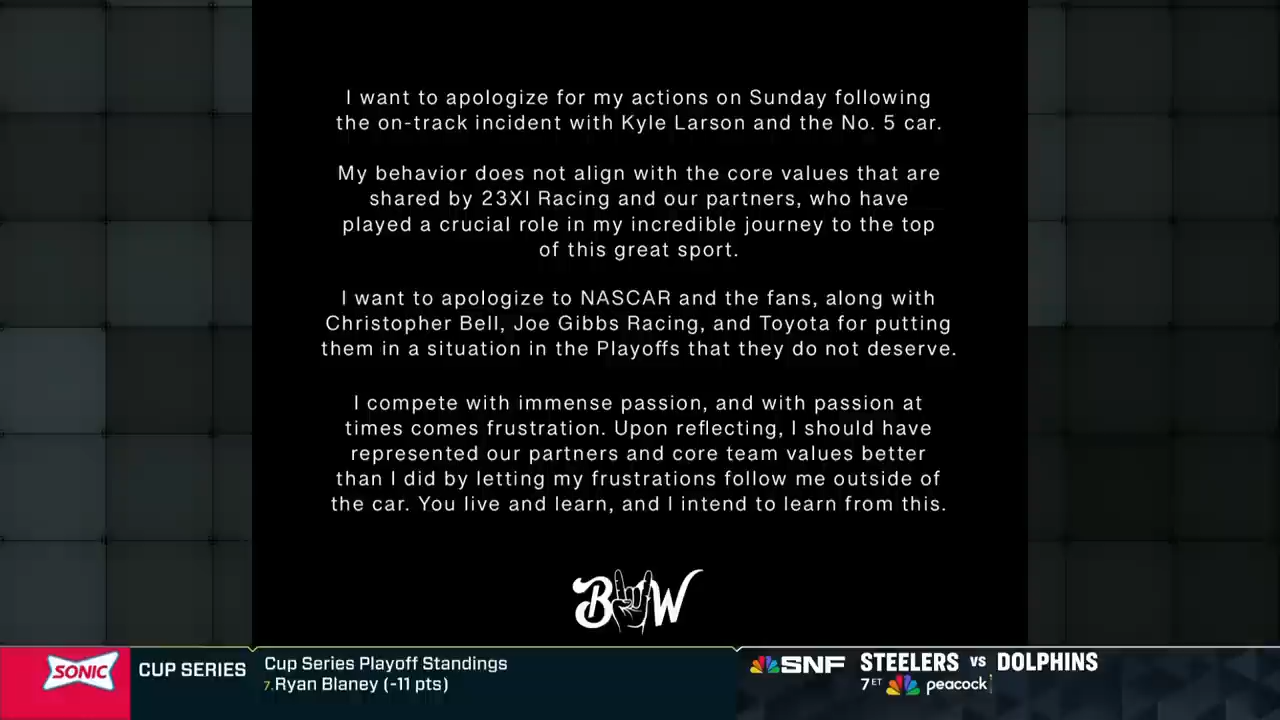 I want to apologize for my actions on Sunday following
the on-track incident with Kyle Larson and the No. 5 car.
My behavior does not align with the core values that are
shared by 23XI Racing and our partners, who have
played a crucial role in my incredible journey to the top
of this great sport.
I want to apologize to NASCAR and the fans, along with
Christopher Bell, Joe Gibbs Racing, and Toyota for putting
them in a situation in the Playoffs that they do not deserve.
I compete with immense passion, and with passion at
times comes frustration. Upon reflecting, I should have
represented our partners and core team values better
than I did by letting my frustrations follow me outside of
the car. You live and learn, and I intend to learn from this.
B W
SONIC
CUP SERIES
Cup Series Playoff Standings
7. Ryan Blaney (-11 pts)
SNF
STEELERS VS DOLPHINS
7 ET peacock